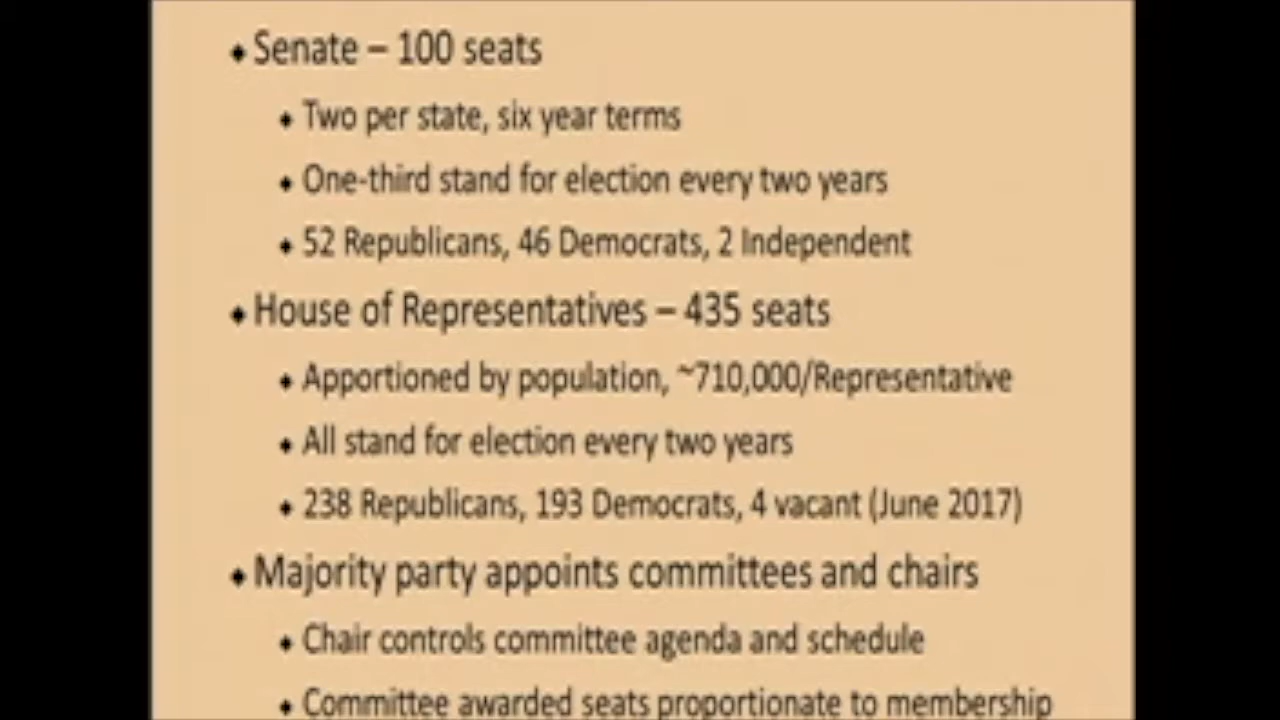 ♦ Senate – 100 seats
♦ Two per state, six year terms
♦ One-third stand for election every two years
♦ 52 Republicans, 46 Democrats, 2 Independent
♦ House of Representatives – 435 seats
♦ Apportioned by population, ~710,000/Representative
♦ All stand for election every two years
♦ 238 Republicans, 193 Democrats, 4 vacant (June 2017)
♦ Majority party appoints committees and chairs
♦ Chair controls committee agenda and schedule
♦ Committee awarded seats proportionate to membership